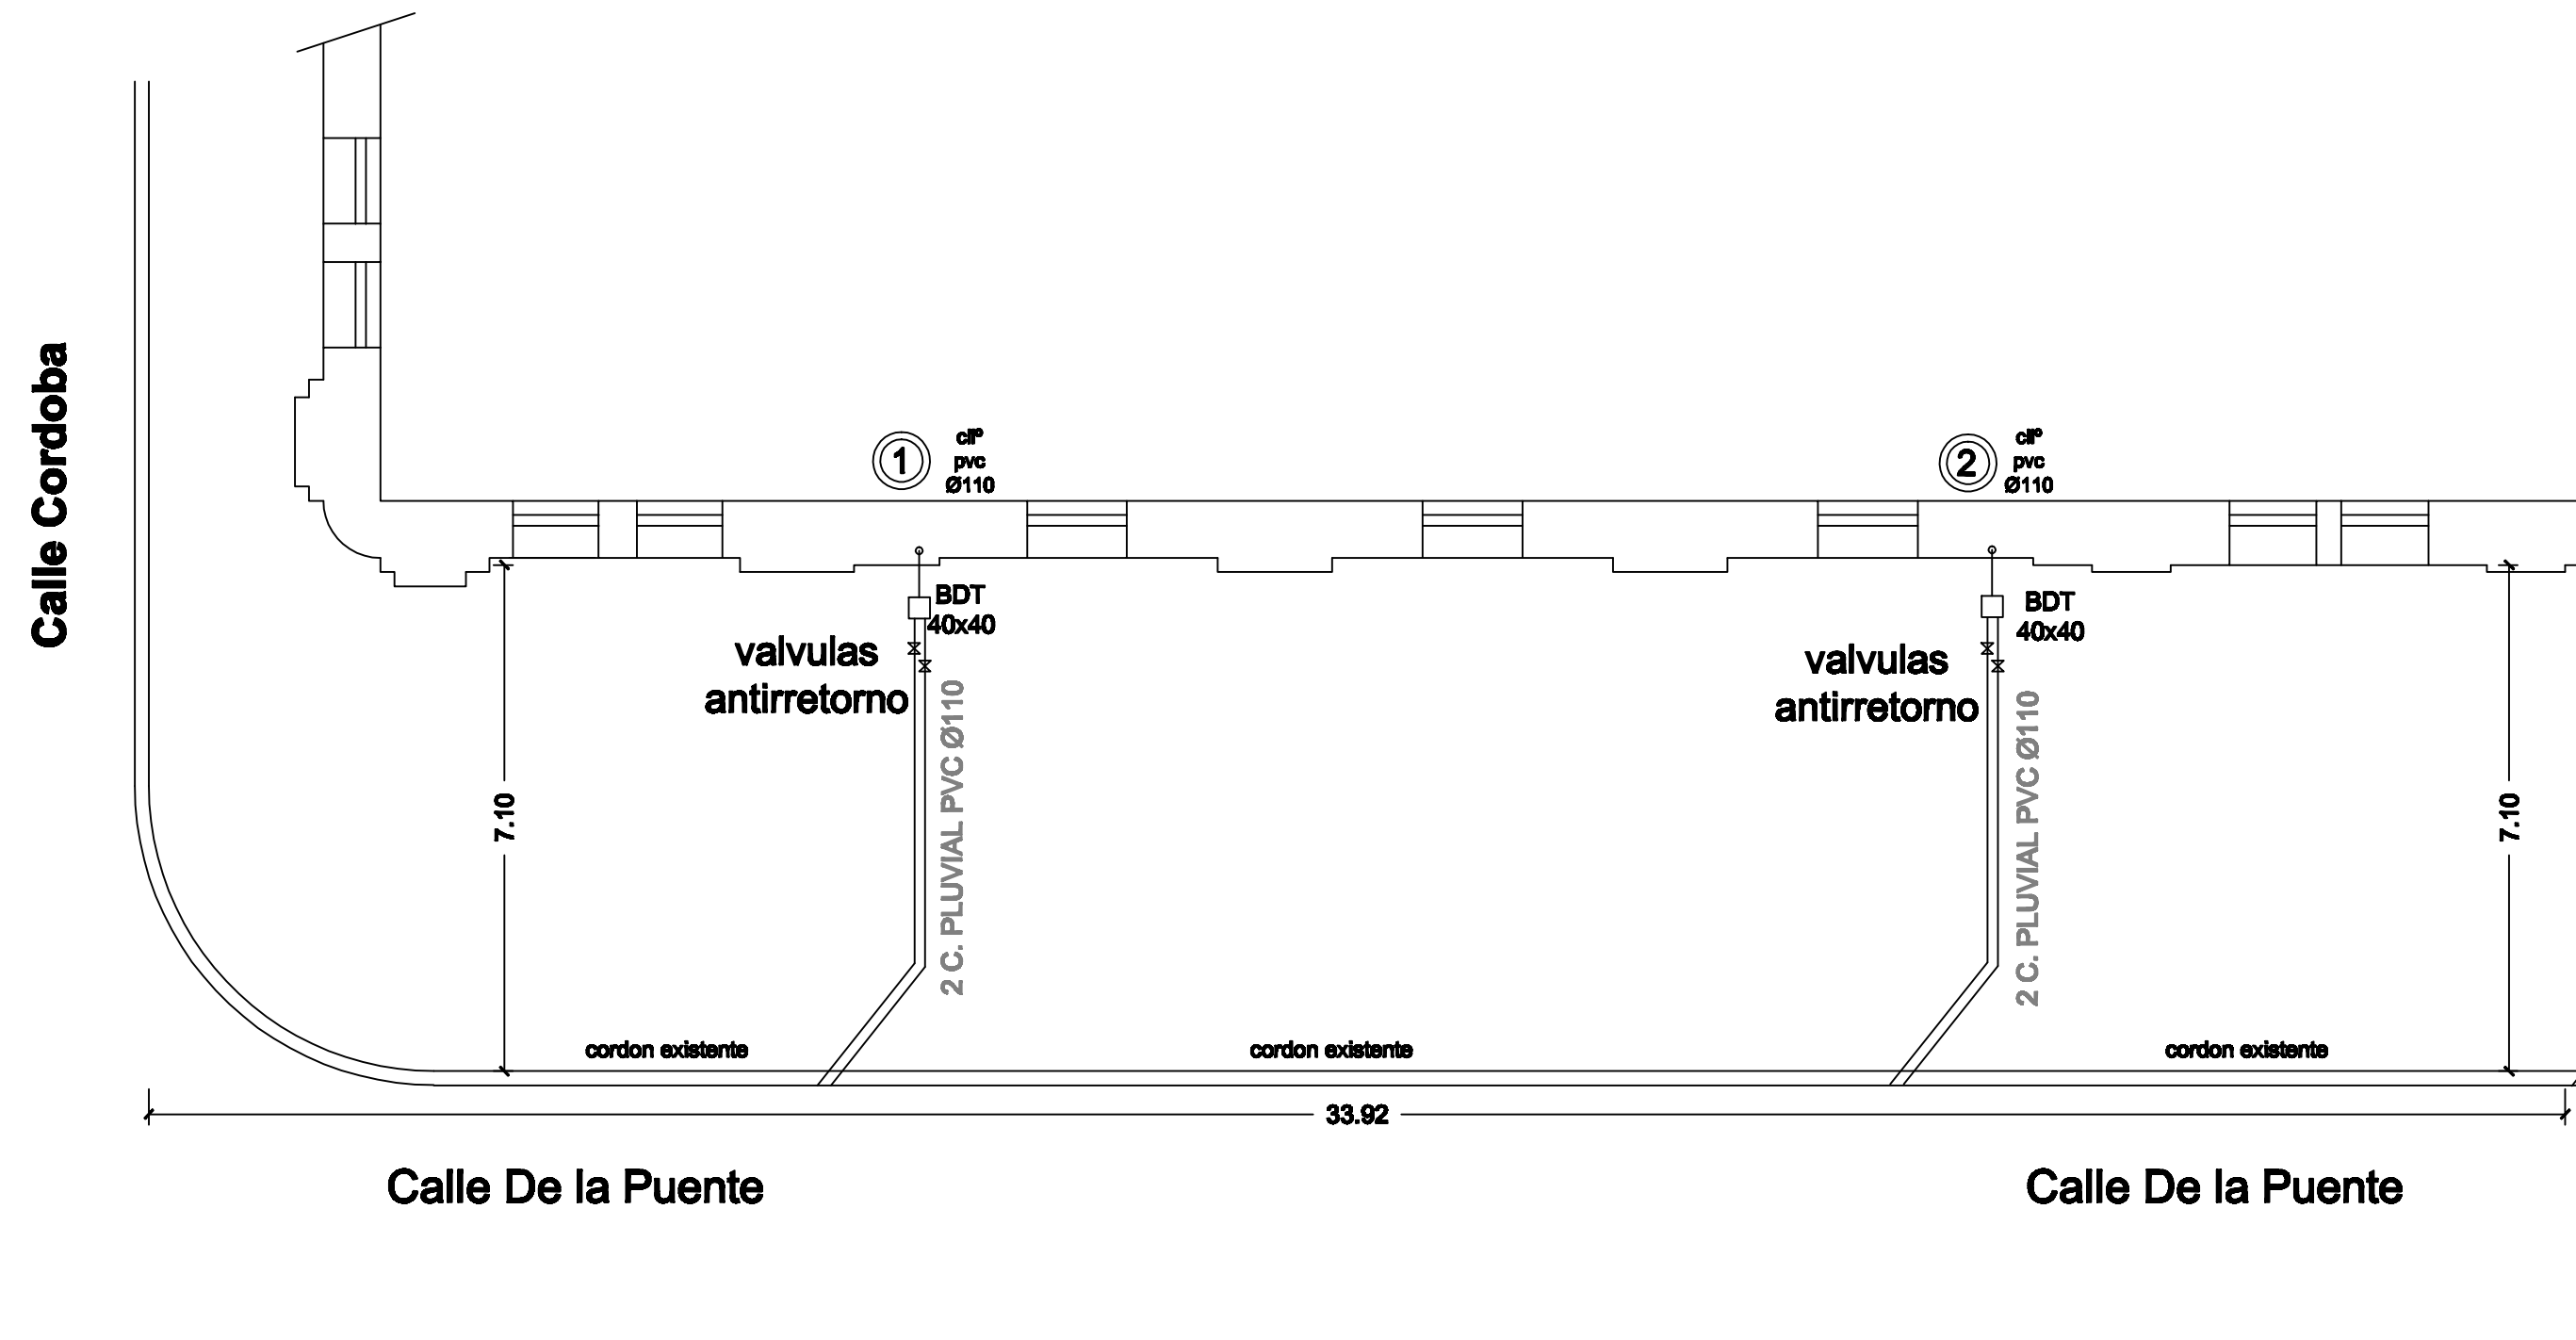 Calle Cordoba
1
cllº
pvc
Ø110
2
cllº
pvc
Ø110
BDT
40x40
valvulas
antirretorno
2 C. PLUVIAL PVC Ø110
BDT
40x40
valvulas
antirretorno
2 C. PLUVIAL PVC Ø110
7.10
7.10
cordon existente
cordon existente
cordon existente
33.92
Calle De la Puente
Calle De la Puente